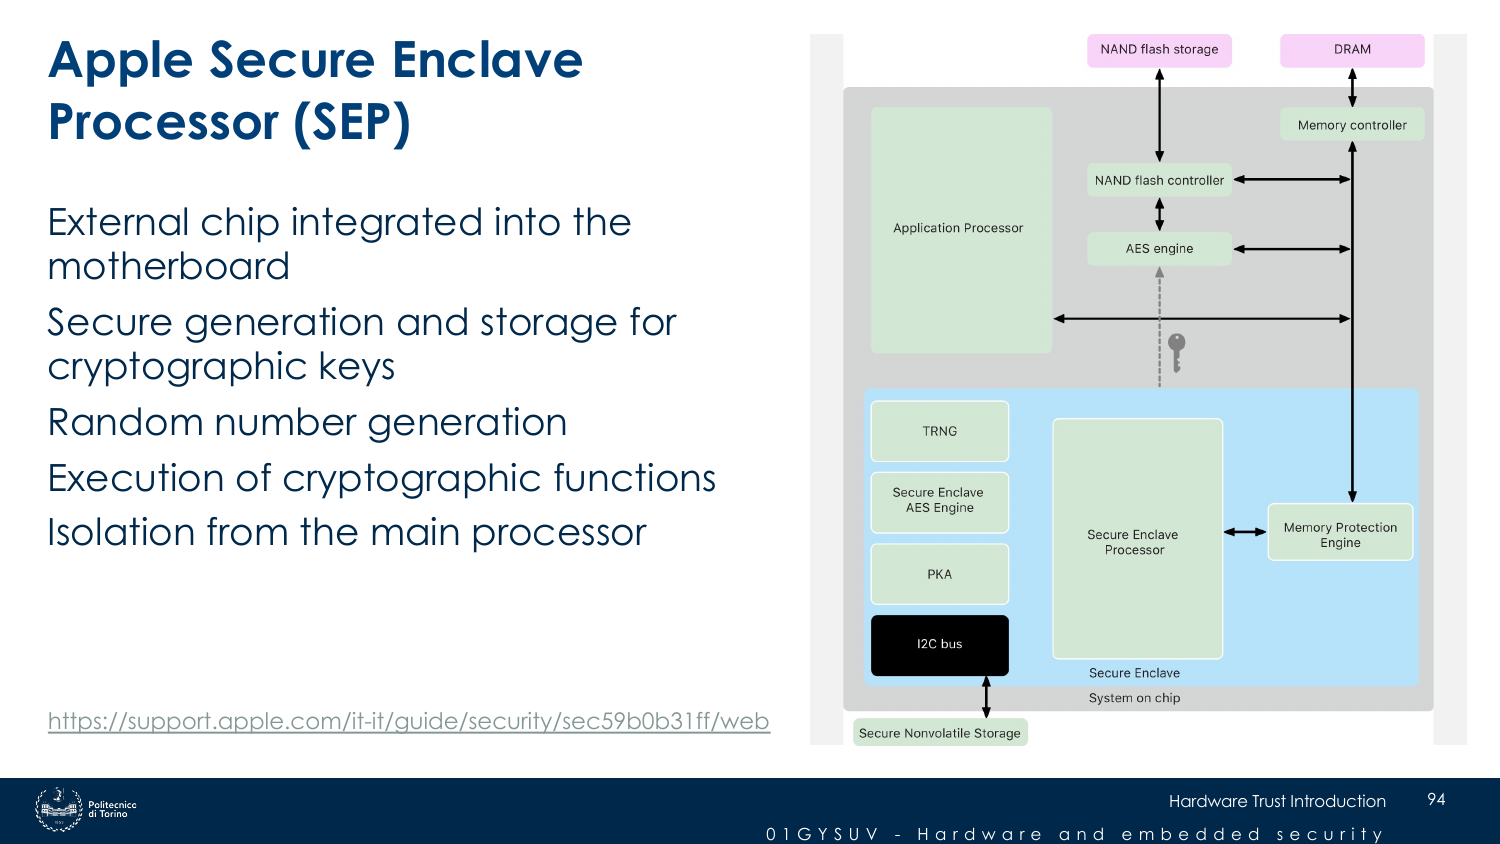 Apple Secure Enclave
Processor (SEP)
External chip integrated into the
motherboard
Secure generation and storage for
cryptographic keys
Random number generation
Execution of cryptographic functions
Isolation from the main processor
https://support.apple.com/it-it/guide/security/sec59b0b31ff/web
NAND flash storage
DRAM
Memory controller
NAND flash controller
Application Processor
AES engine
TRNG
Secure Enclave
AES Engine
PKA
I2C bus
Secure Enclave
Processor
Memory Protection
Engine
Secure Enclave
System on chip
Secure Nonvolatile Storage
Politecnico
di Torino
Hardware Trust Introduction
94
01GYSUV - Hardware and embedded security